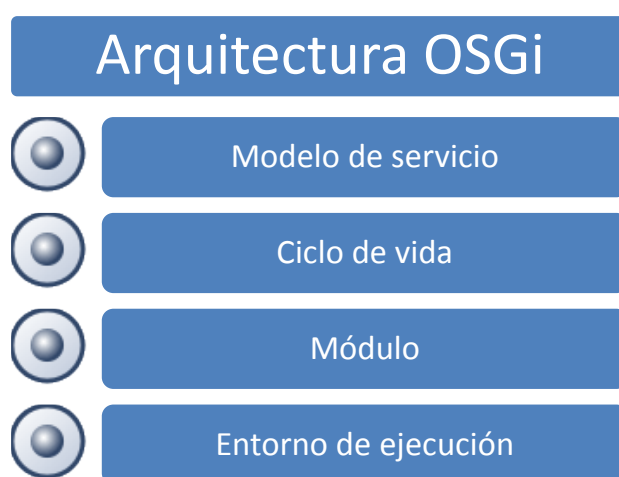 Arquitectura OSGi
Modelo de servicio
Ciclo de vida
Módulo
Entorno de ejecución